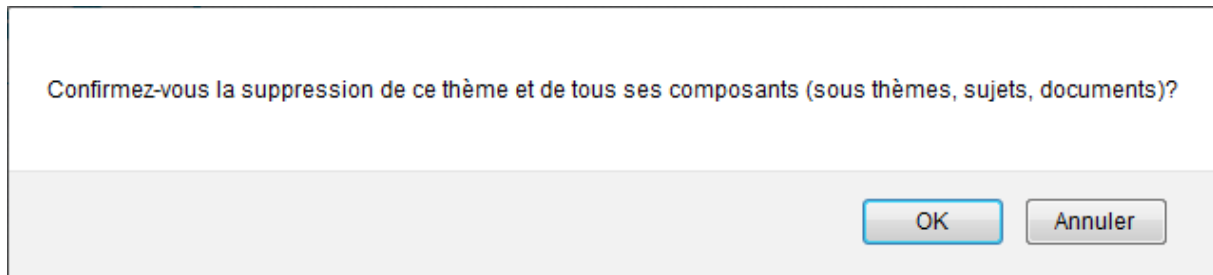 Confirmez-vous la suppression de ce thème et de tous ses composants (sous thèmes, sujets, documents)?
OK
Annuler